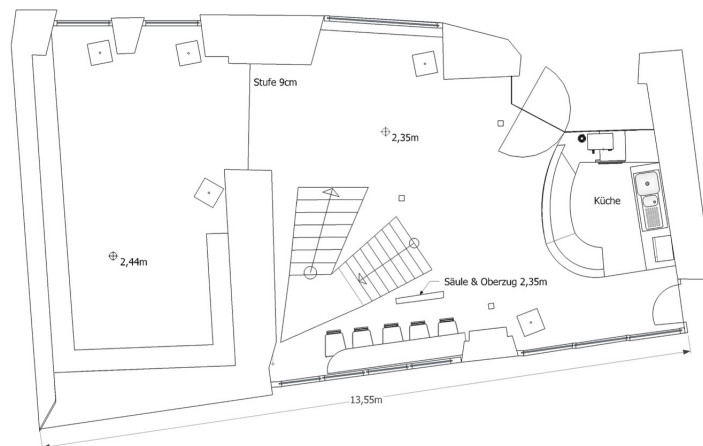 Stufe 9cm
2,35m
Küche
2,44m
Säule & Oberzug 2,35m
13,55m